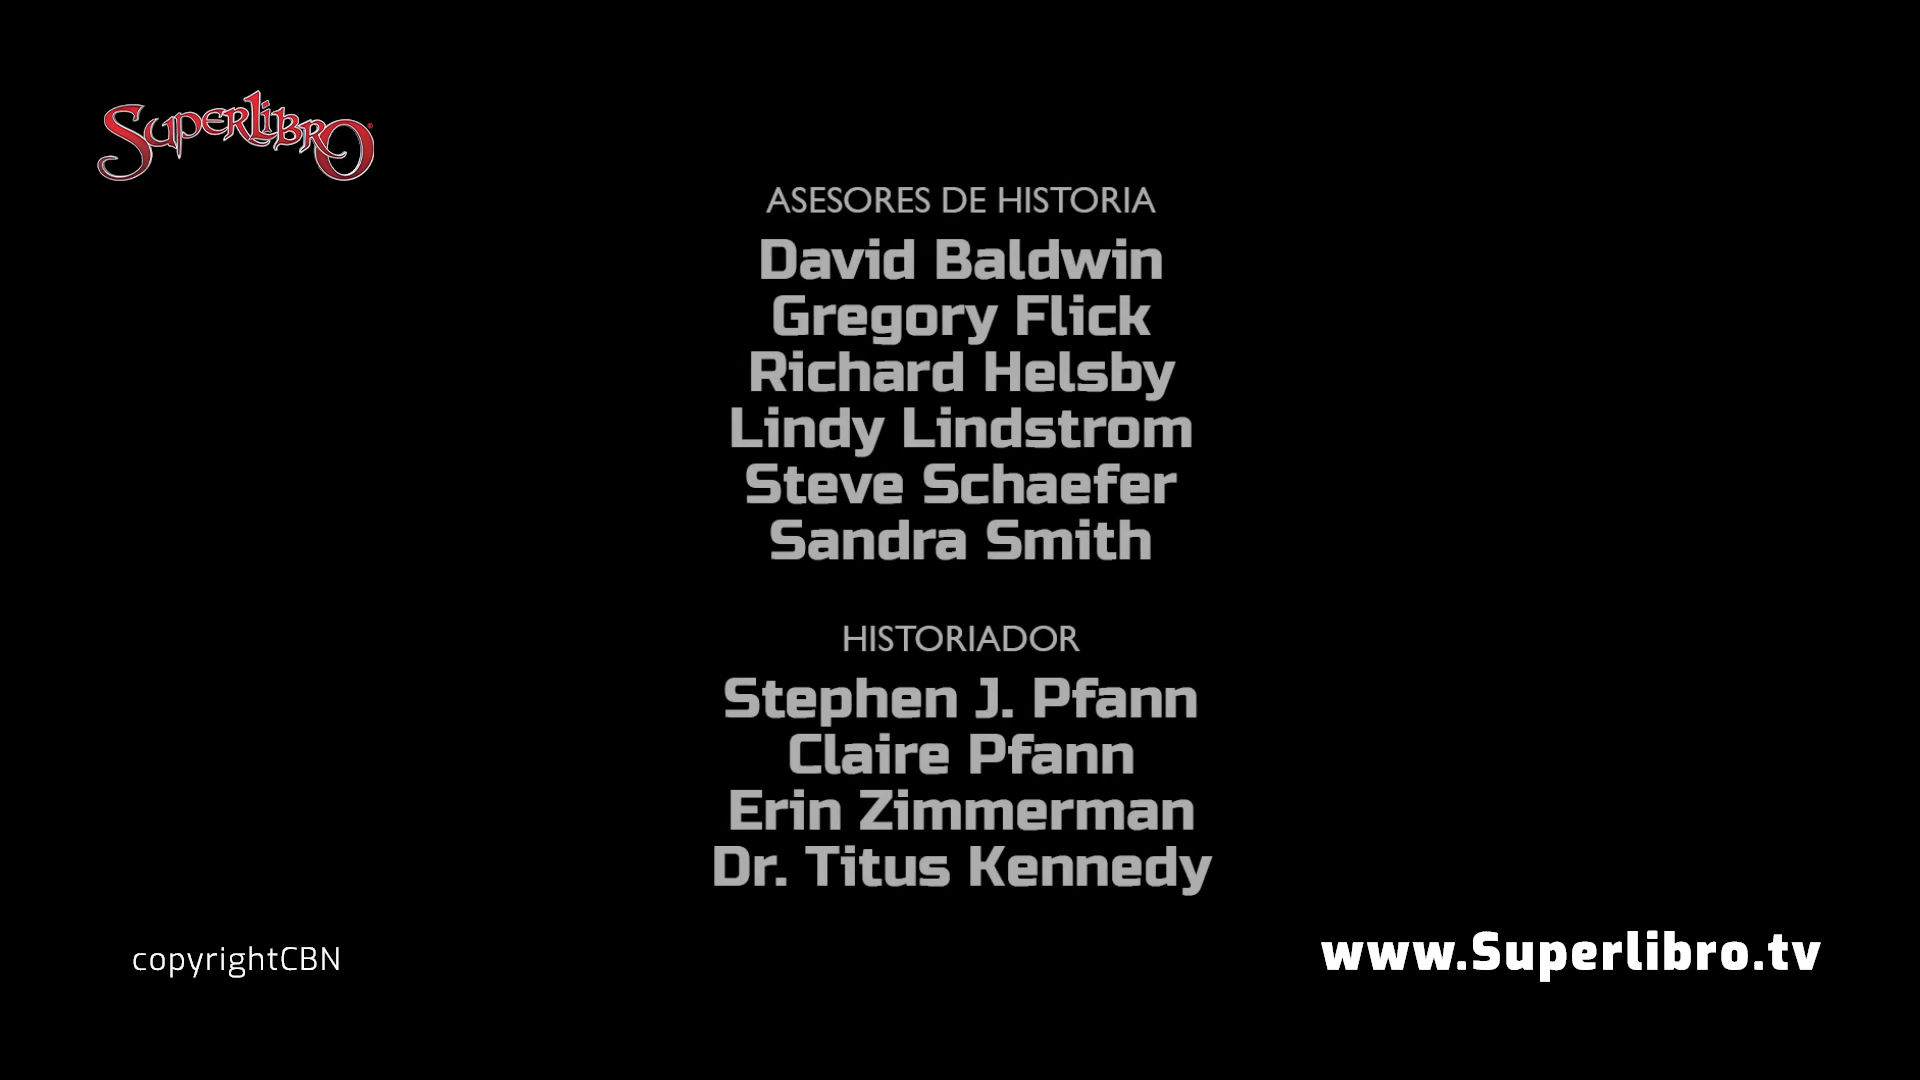 SUPERLIBRO®
ASESORES DE HISTORIA
David Baldwin
Gregory Flick
Richard Helsby
Lindy Lindstrom
Steve Schaefer
Sandra Smith
HISTORIADOR
Stephen J. Pfann
Claire Pfann
Erin Zimmerman
Dr. Titus Kennedy
copyrightCBN
www.Superlibro.tv